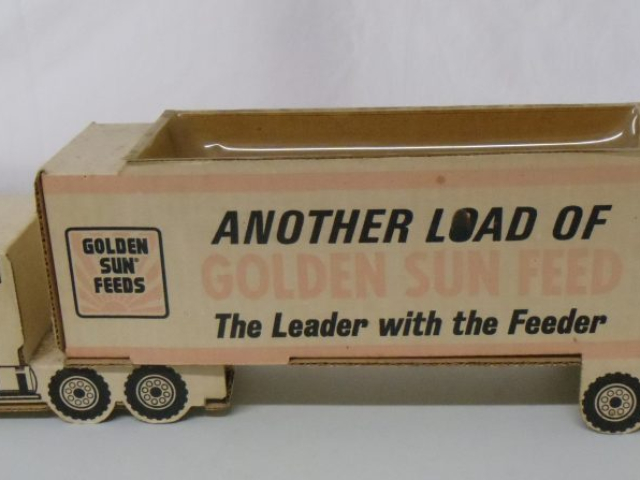 GOLDEN
SUN
FEEDS
ANOTHER LOAD OF
GOLDEN SUN FEED
The Leader with the Feeder